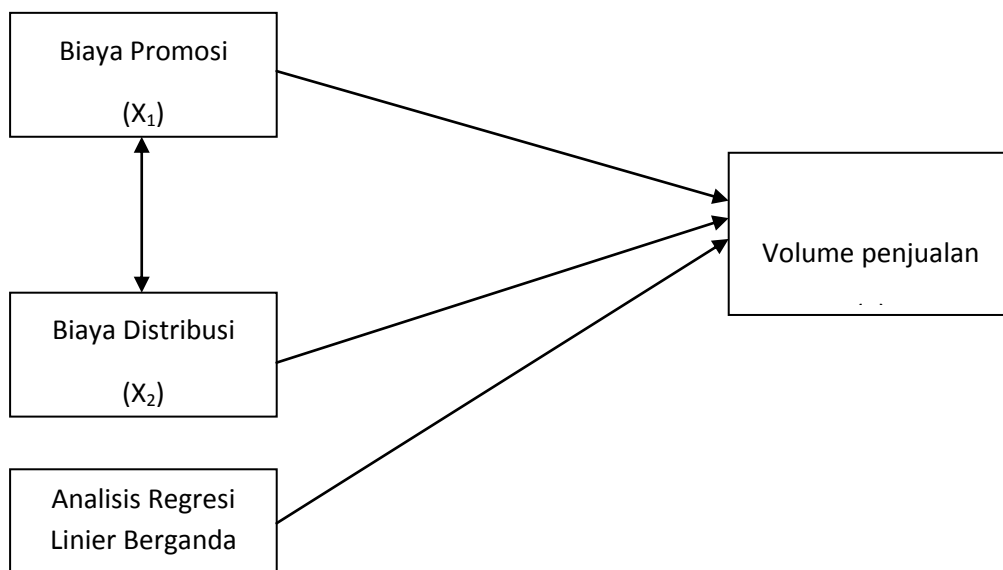 Biaya Promosi
(X₁)
Biaya Distribusi
(X₂)
Analisis Regresi
Linier Berganda
Volume penjualan